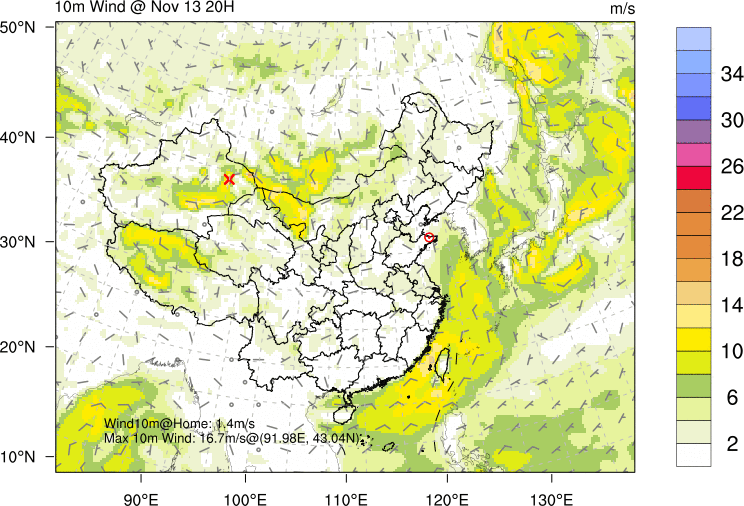 10m Wind @ Nov 13 20H
m/s
50°N
40°N
30°N
20°N
10°N
34
30
26
22
18
14
10
6
2
Wind10m@Home: 1.4m/s
Max 10m Wind: 16.7m/s@(91.98E, 43.04N)
90°E
100°E
110°E
120°E
130°E